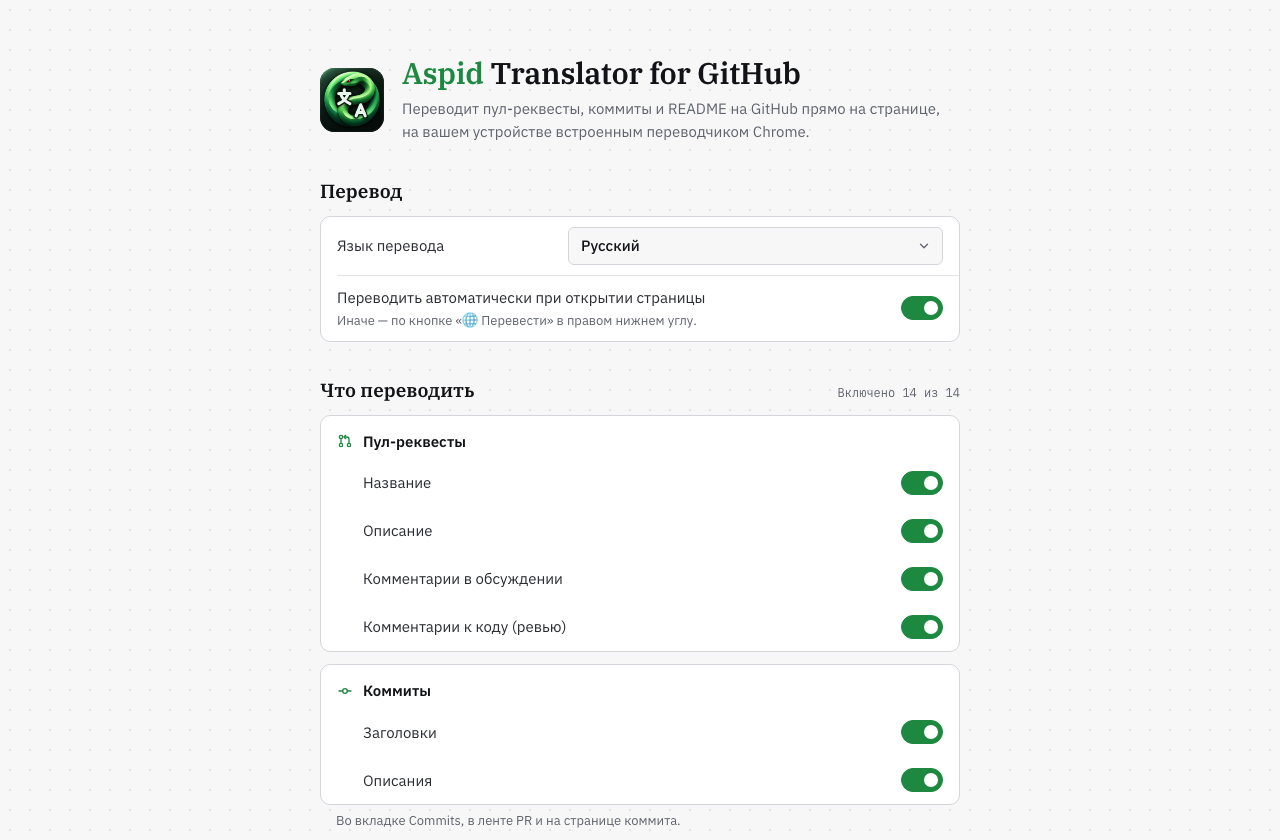 Aspid Translator for GitHub
Переводит пул-реквесты, коммиты и README на GitHub прямо на странице,
на вашем устройстве встроенным переводчиком Chrome.
Перевод
Язык перевода
Русский
Переводить автоматически при открытии страницы
Иначе — по кнопке «🌐 Перевести» в правом нижнем углу.
Что переводить
Включено 14 из 14
Пул-реквесты
Название
Описание
Комментарии в обсуждении
Комментарии к коду (ревью)
Коммиты
Заголовки
Описания
Во вкладке Commits, в ленте PR и на странице коммита.